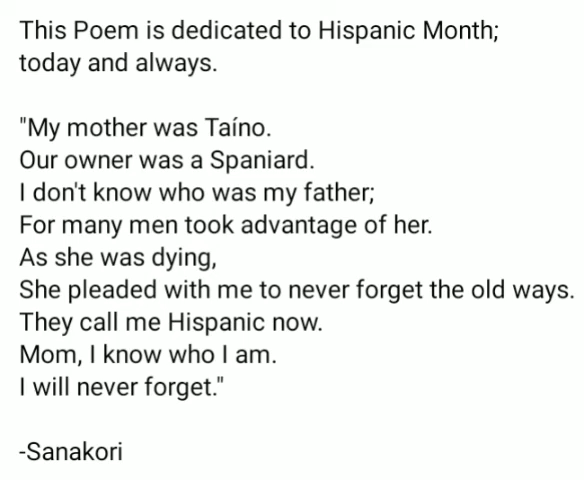 This Poem is dedicated to Hispanic Month;
today and always.
"My mother was Taíno.
Our owner was a Spaniard.
I don't know who was my father;
For many men took advantage of her.
As she was dying,
She pleaded with me to never forget the old ways.
They call me Hispanic now.
Mom, I know who I am.
I will never forget."
-Sanakori